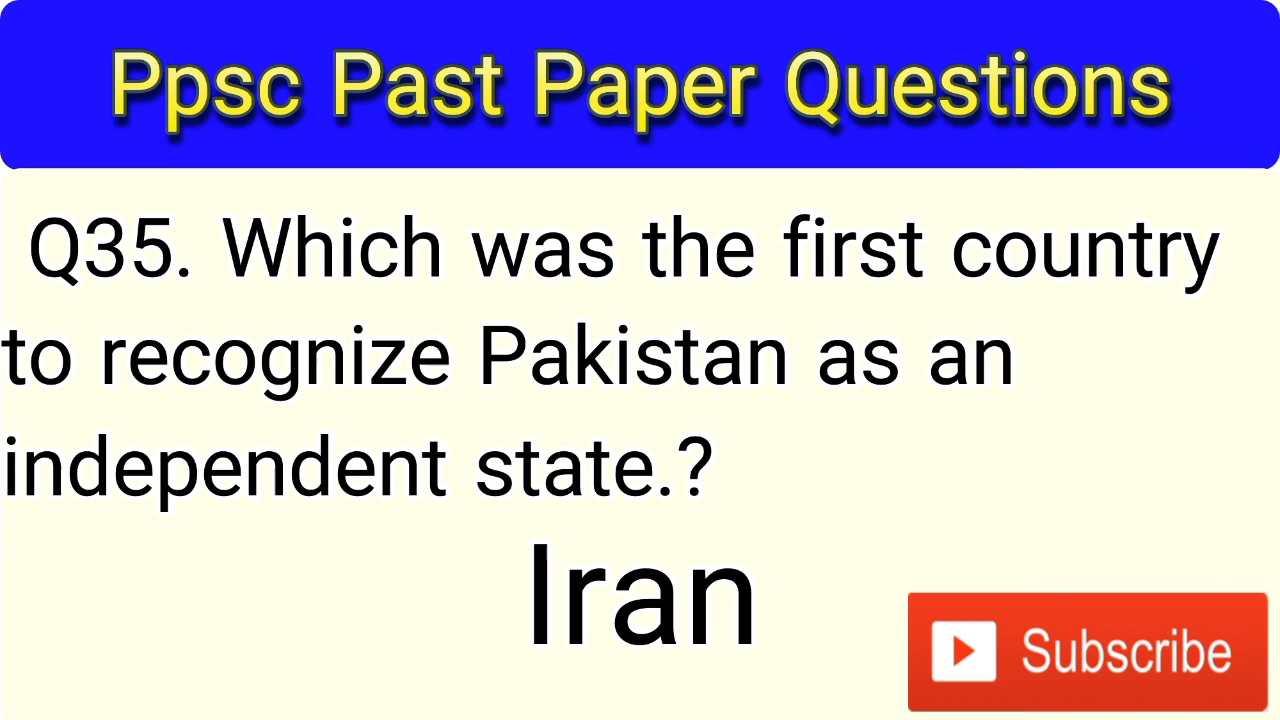 Ppsc Past Paper Questions
Q35. Which was the first country
to recognize Pakistan as an
independent state.?
Iran
Subscribe